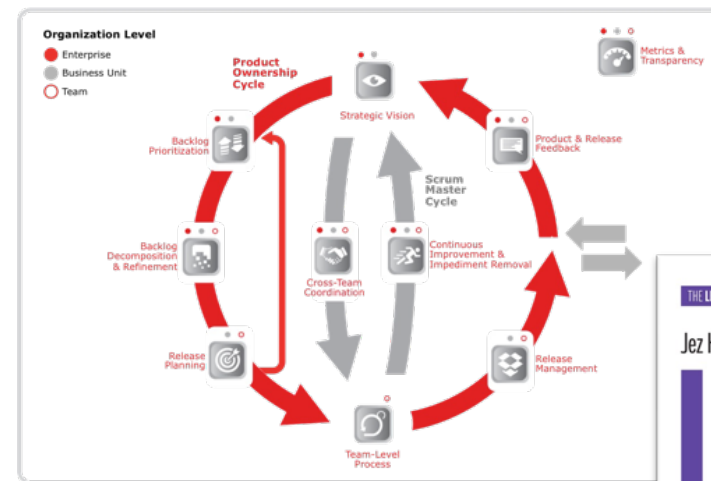 Organization Level
Enterprise
Business Unit
Team
Product
Ownership
Cycle
Strategic Vision
Metrics &
Transparency
Backlog
Prioritization
Product & Release
Feedback
Scrum
Master
Cycle
Backlog
Decomposition
& Refinement
Cross-Team
Coordination
Continuous
Improvement &
Impediment Removal
Release
Planning
Release
Management
Team-Level
Process
THE
Jez